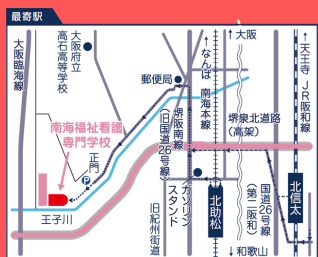 最寄駅
大阪臨海線
大阪府立
高石高等学校
郵便局
↑なんば
南海本線
↑大阪
↑天王寺
JR阪和線
堺泉北道路
(高架)
堺阪南線
(旧国道26号線)
南海福祉看護
専門学校
正門
P
王子川
ガソリン
スタンド
旧紀州街道
北助松
国道26号線
(第二阪和)
北信太
↓和歌山